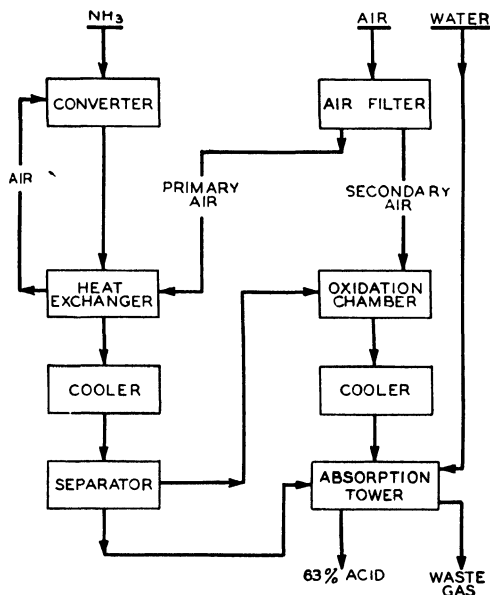 NH3
AIR
WATER
CONVERTER
AIR FILTER
AIR
PRIMARY
AIR
SECONDARY
AIR
HEAT
EXCHANGER
OXIDATION
CHAMBER
COOLER
COOLER
SEPARATOR
ABSORPTION
TOWER
63% ACID
WASTE
GAS